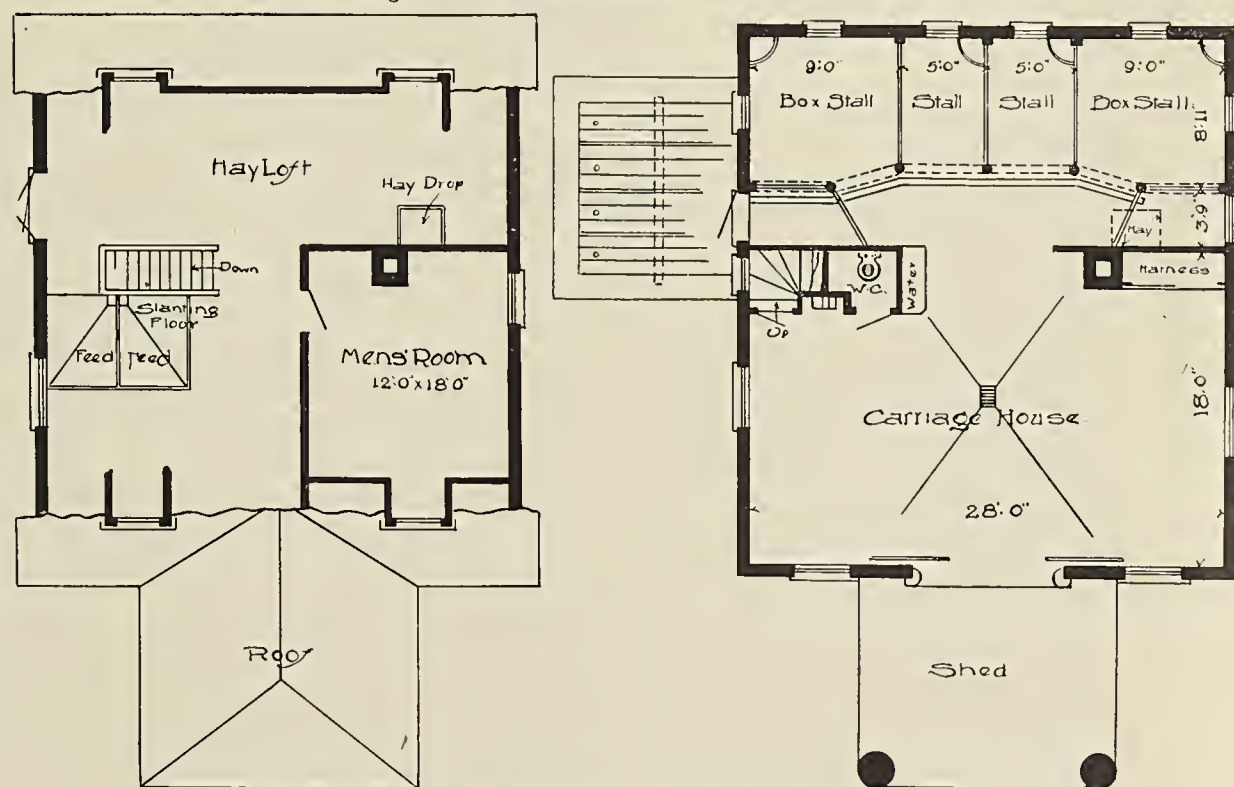 Hay Loft
Hay Drop
Down
Slanting
Floor
Feed Feed
Mens' Room
12'0"x18'0"
Roof
9'0" 5'0" 5'0" 9'0"
Box Stall Stall Stall Box Stall
8'11
3'9"
Hay
Harness
W.C.
Water
Up
Carriage House
18'0"
28'0"
Shed